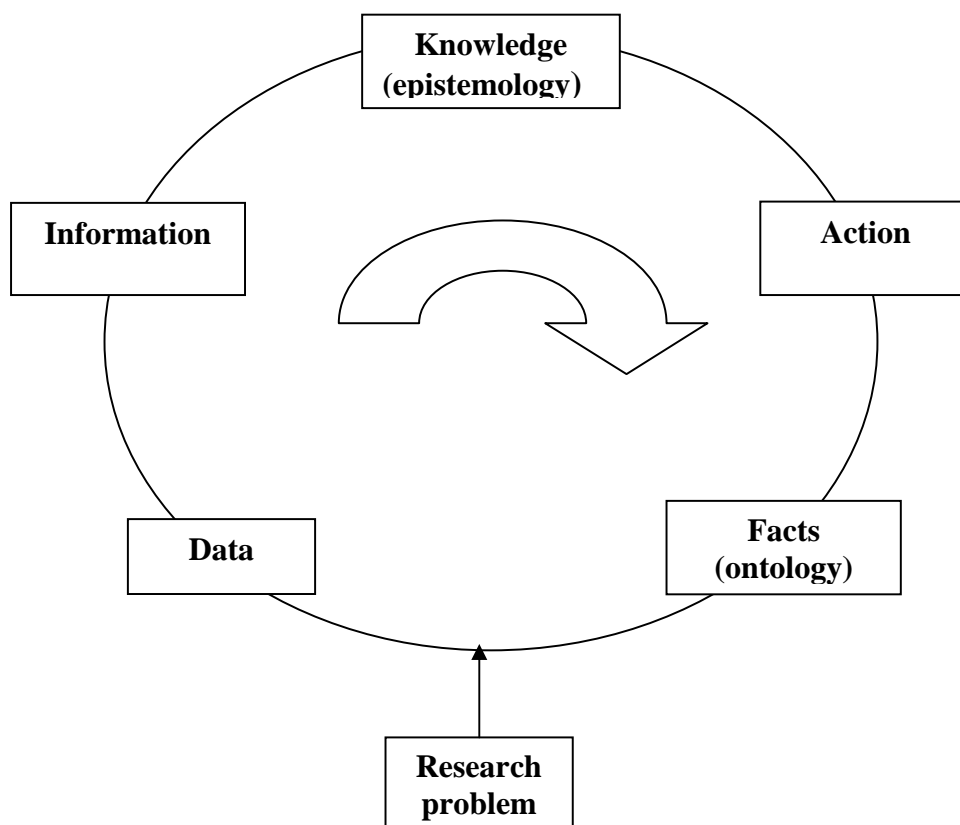 Knowledge
(epistemology)
Information
Action
Data
Facts
(ontology)
Research
problem